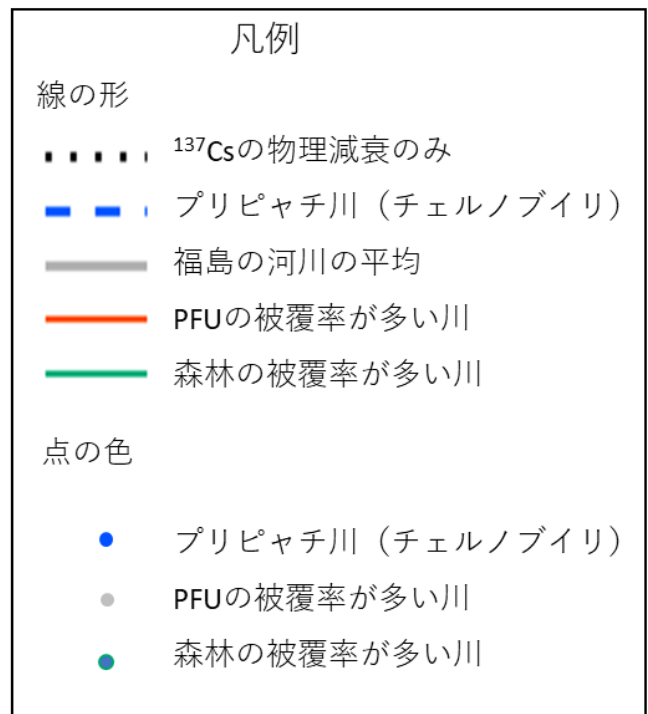 凡例
線の形
¹³⁷Csの物理減衰のみ
プリピャチ川（チェルノブイリ）
福島の河川の平均
PFUの被覆率が多い川
森林の被覆率が多い川
点の色
プリピャチ川（チェルノブイリ）
PFUの被覆率が多い川
森林の被覆率が多い川